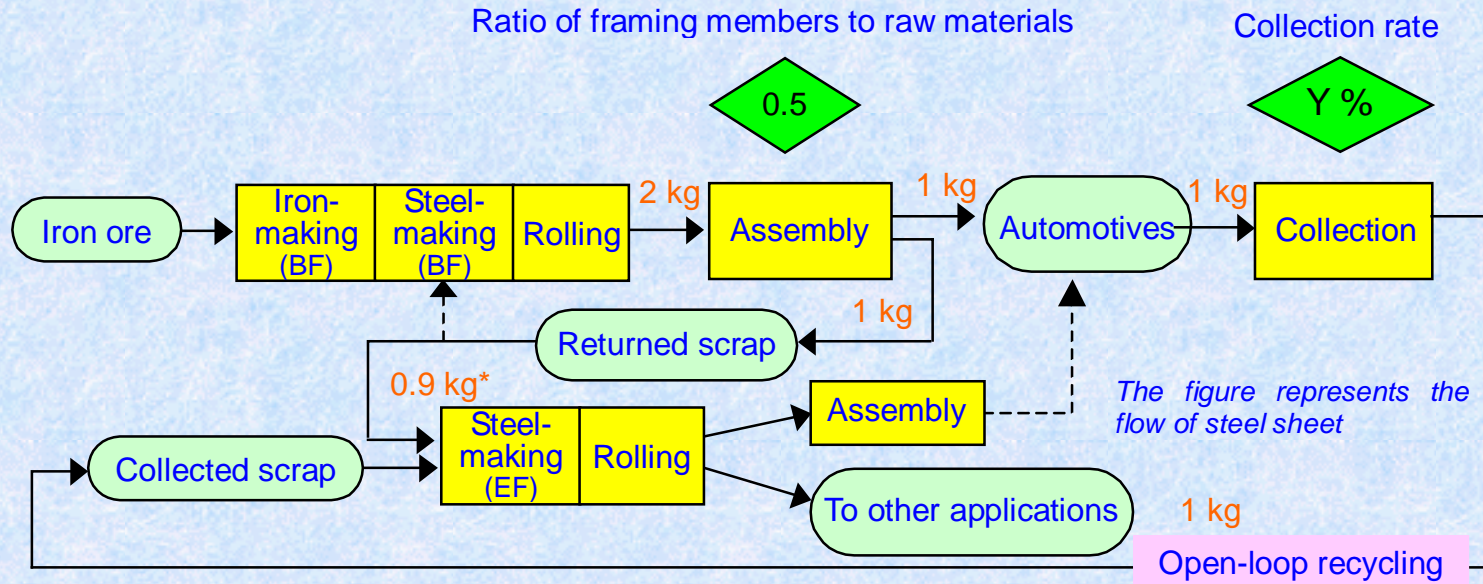 Ratio of framing members to raw materials
Collection rate
0.5
Y %
Iron ore
Iron-
making
(BF)
Steel-
making
(BF)
Rolling
2 kg
Assembly
1 kg
Automotives
1 kg
Collection
1 kg
Returned scrap
0.9 kg*
Collected scrap
Steel-
making
(EF)
Rolling
Assembly
The figure represents the
flow of steel sheet
To other applications
1 kg
Open-loop recycling